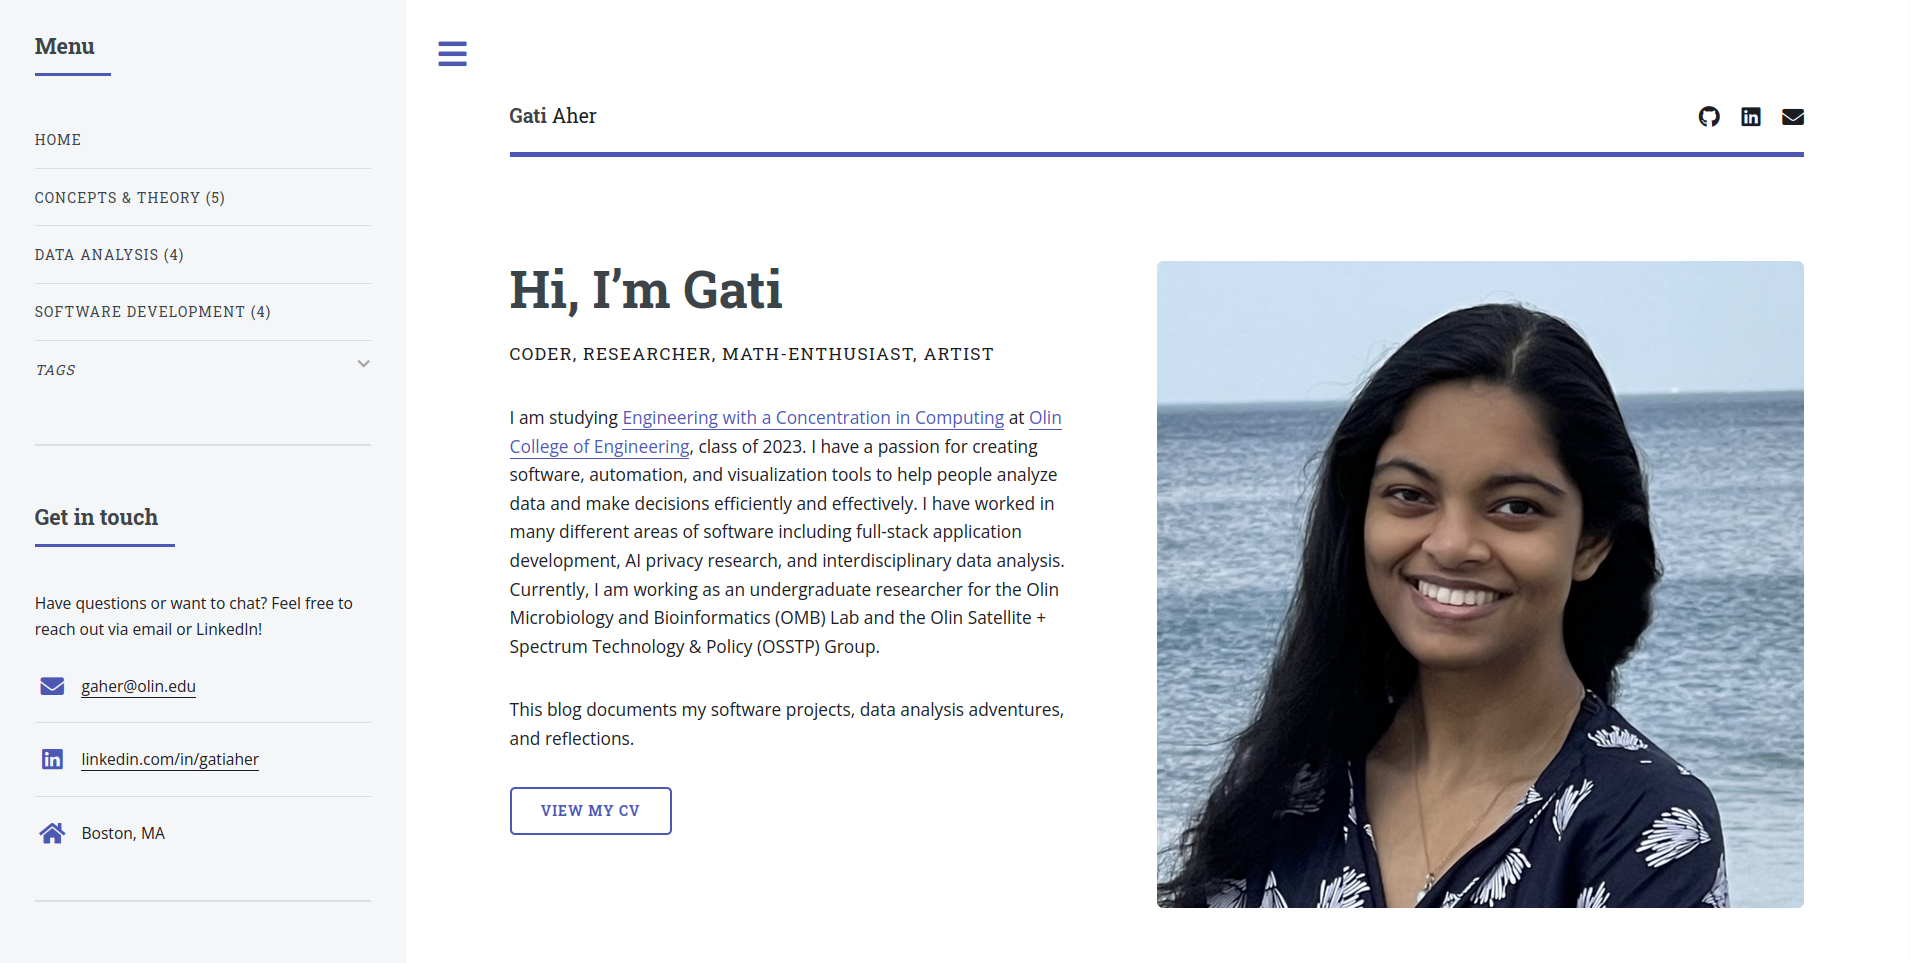 Menu
HOME
CONCEPTS & THEORY (5)
DATA ANALYSIS (4)
SOFTWARE DEVELOPMENT (4)
TAGS
Get in touch
Have questions or want to chat? Feel free to
reach out via email or LinkedIn!
gaher@olin.edu
linkedin.com/in/gatiaher
Boston, MA
Gati Aher
Hi, I’m Gati
CODER, RESEARCHER, MATH-ENTHUSIAST, ARTIST
I am studying Engineering with a Concentration in Computing at Olin
College of Engineering, class of 2023. I have a passion for creating
software, automation, and visualization tools to help people analyze
data and make decisions efficiently and effectively. I have worked in
many different areas of software including full-stack application
development, AI privacy research, and interdisciplinary data analysis.
Currently, I am working as an undergraduate researcher for the Olin
Microbiology and Bioinformatics (OMB) Lab and the Olin Satellite +
Spectrum Technology & Policy (OSSTP) Group.
This blog documents my software projects, data analysis adventures,
and reflections.
VIEW MY CV